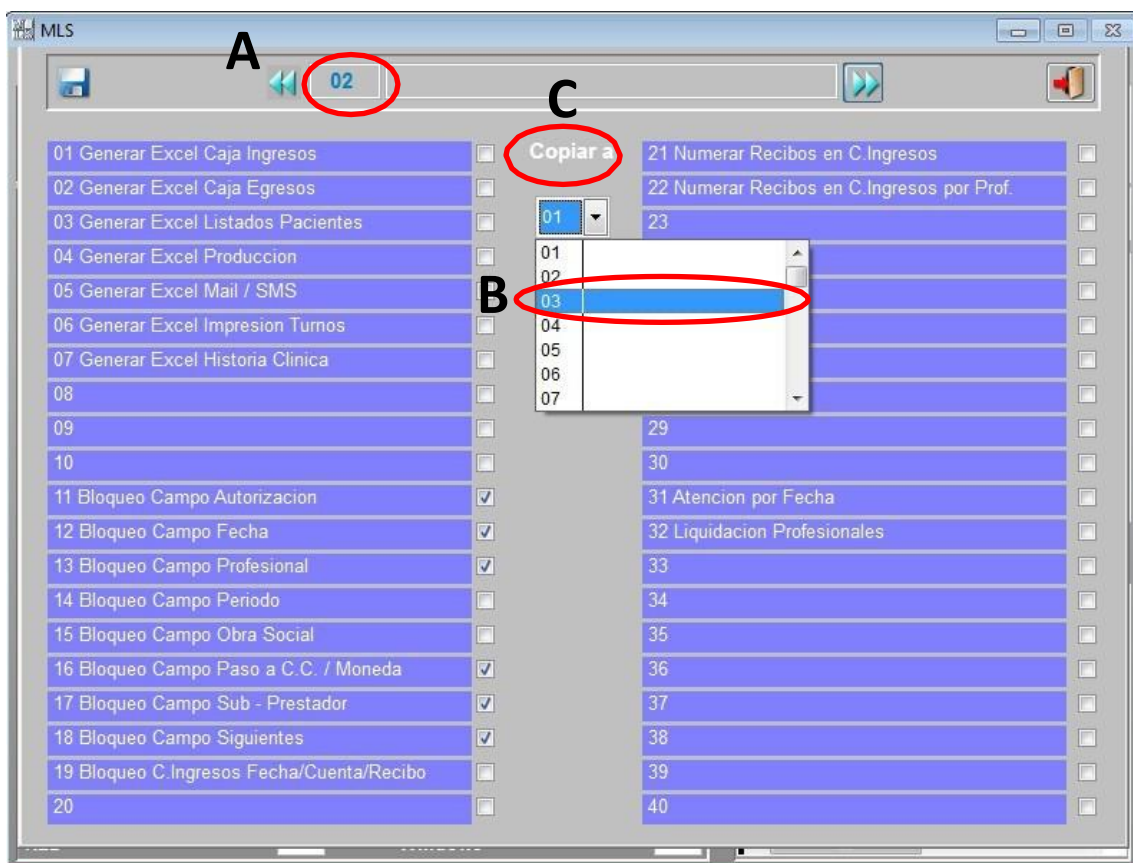 MLS
A
02
C
01 Generar Excel Caja Ingresos
02 Generar Excel Caja Egresos
03 Generar Excel Listados Pacientes
04 Generar Excel Produccion
05 Generar Excel Mail / SMS
06 Generar Excel Impresion Turnos
07 Generar Excel Historia Clinica
08
09
10
11 Bloqueo Campo Autorizacion
12 Bloqueo Campo Fecha
13 Bloqueo Campo Profesional
14 Bloqueo Campo Periodo
15 Bloqueo Campo Obra Social
16 Bloqueo Campo Paso a C.C. / Moneda
17 Bloqueo Campo Sub - Prestador
18 Bloqueo Campo Siguientes
19 Bloqueo C.Ingresos Fecha/Cuenta/Recibo
20
Copiar a
01
01
02
B
03
04
05
06
07
21 Numerar Recibos en C.Ingresos
22 Numerar Recibos en C.Ingresos por Prof.
23
29
30
31 Atencion por Fecha
32 Liquidacion Profesionales
33
34
35
36
37
38
39
40